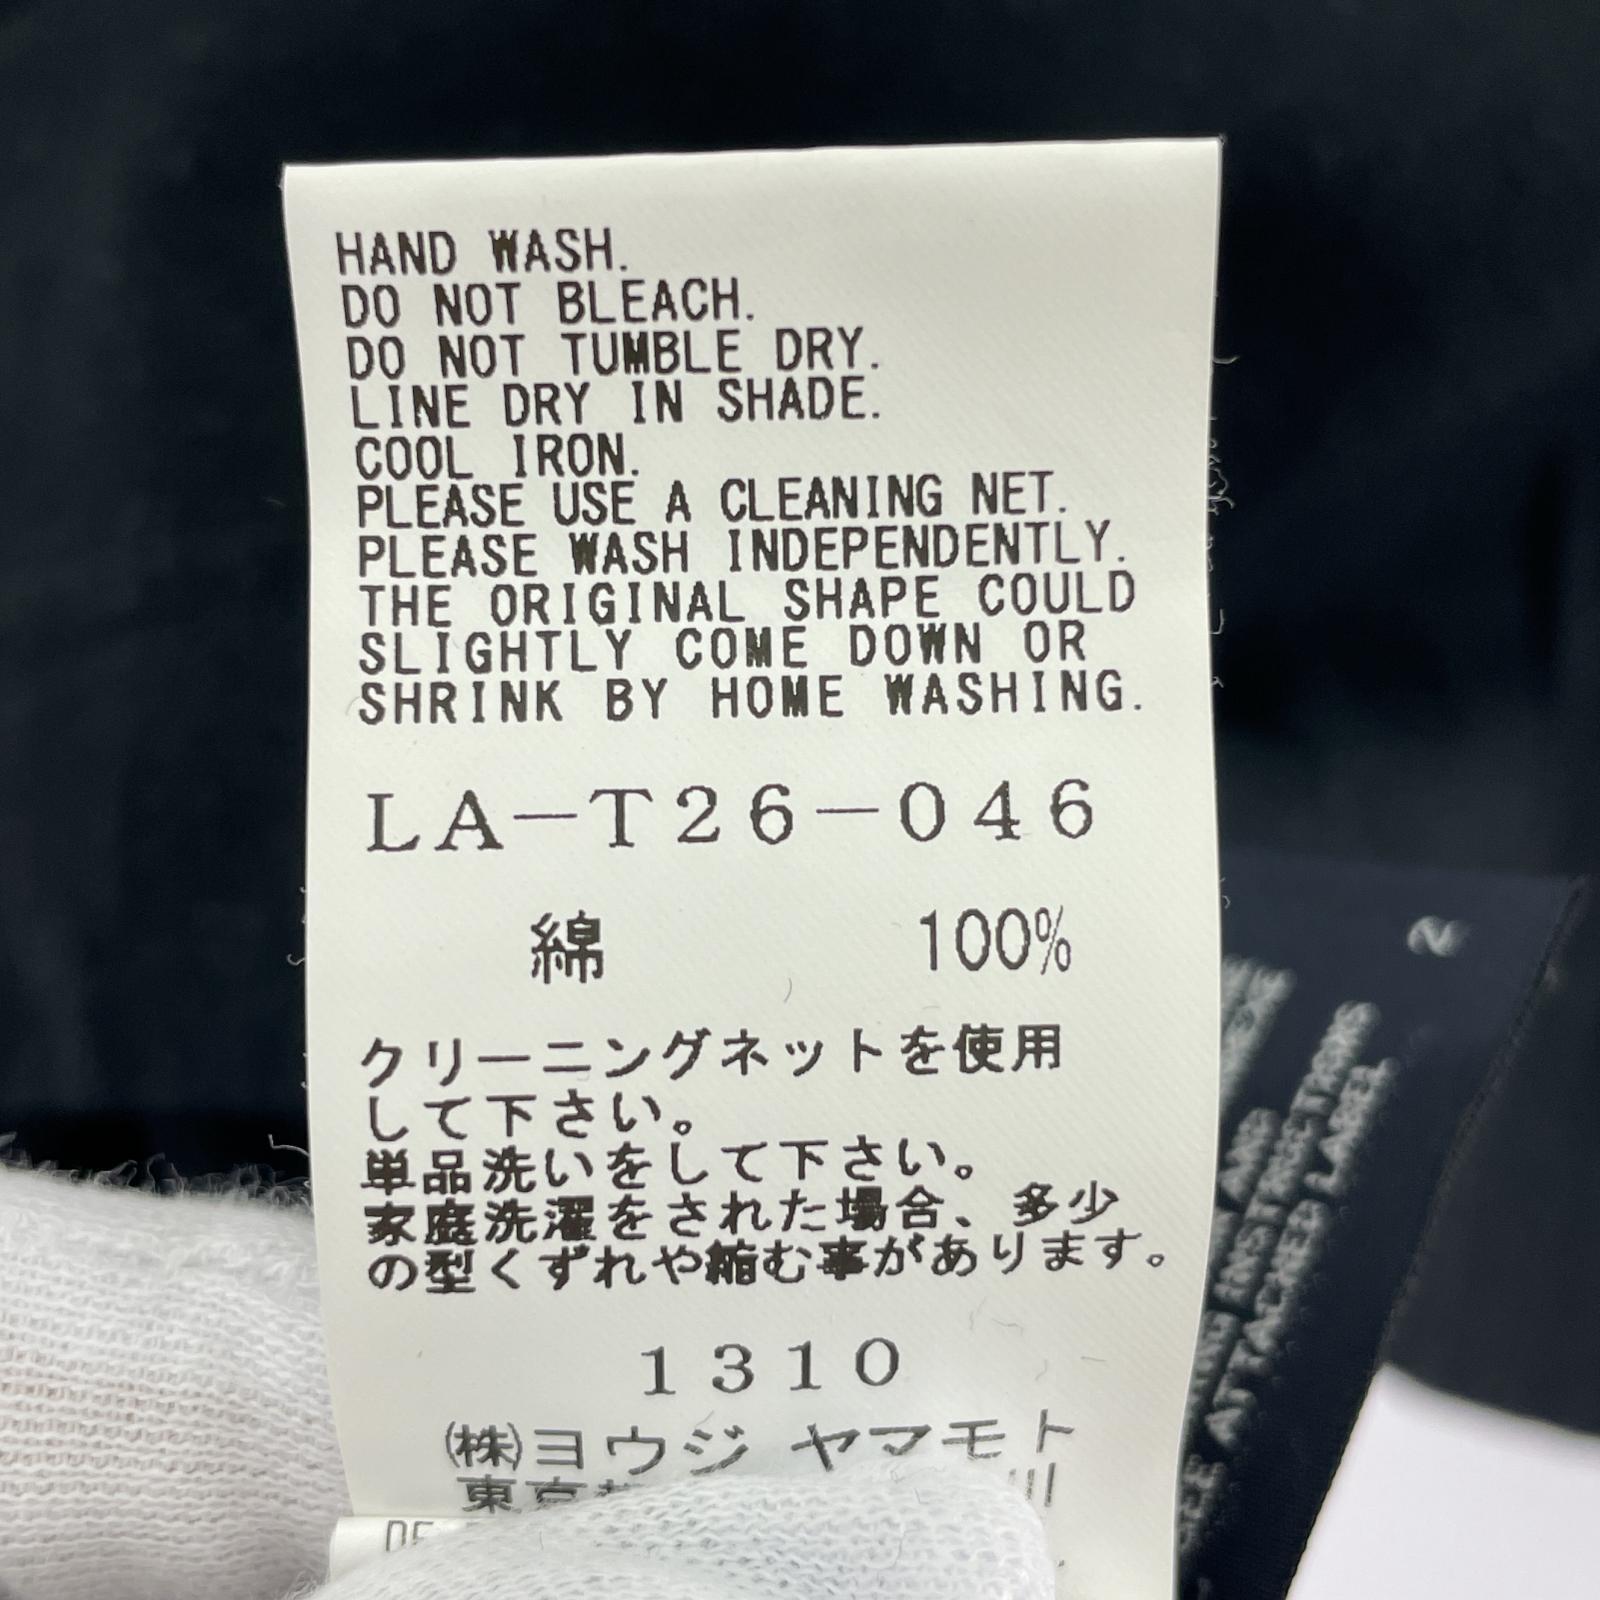 HAND WASH.
DO NOT BLEACH.
DO NOT TUMBLE DRY.
LINE DRY IN SHADE.
COOL IRON.
PLEASE USE A CLEANING NET.
PLEASE WASH INDEPENDENTLY.
THE ORIGINAL SHAPE COULD
SLIGHTLY COME DOWN OR
SHRINK BY HOME WASHING.
LA-T26-046
綿 100%
クリーニングネットを使用
して下さい。
単品洗いをして下さい。
家庭洗濯をされた場合、多少
の型くずれや縮む事があります。
1310
㈱ヨウジ ヤマモト
東京
2
ATTACHED LABEL